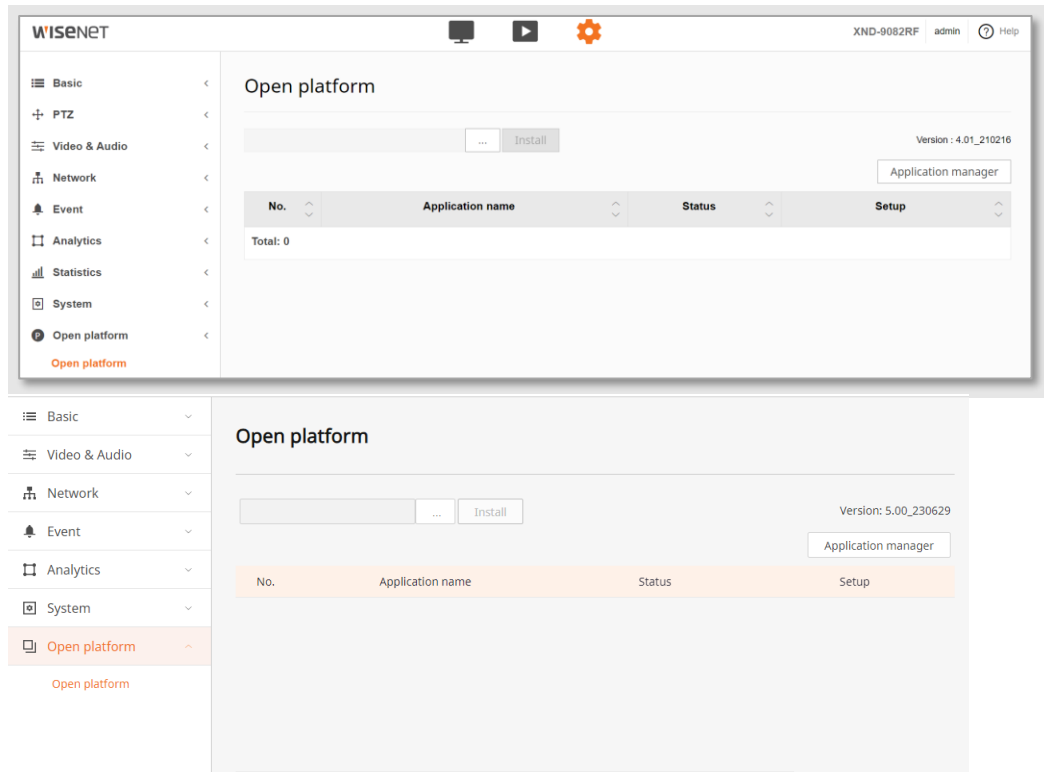 WISENET
XND-9082RF admin ? Help
Basic
PTZ
Video & Audio
Network
Event
Analytics
Statistics
System
P Open platform
Open platform
Open platform
... Install
Version : 4.01_210216
Application manager
No. Application name Status Setup
Total: 0
Basic
Video & Audio
Network
Event
Analytics
System
Open platform
Open platform
Open platform
... Install
Version: 5.00_230629
Application manager
No. Application name Status Setup